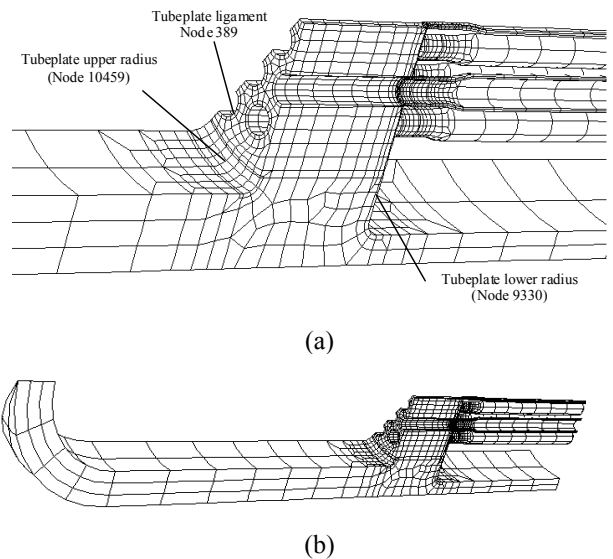 Tubeplate ligament
Node 389
Tubeplate upper radius
(Node 10459)
Tubeplate lower radius
(Node 9330)
(a)
(b)